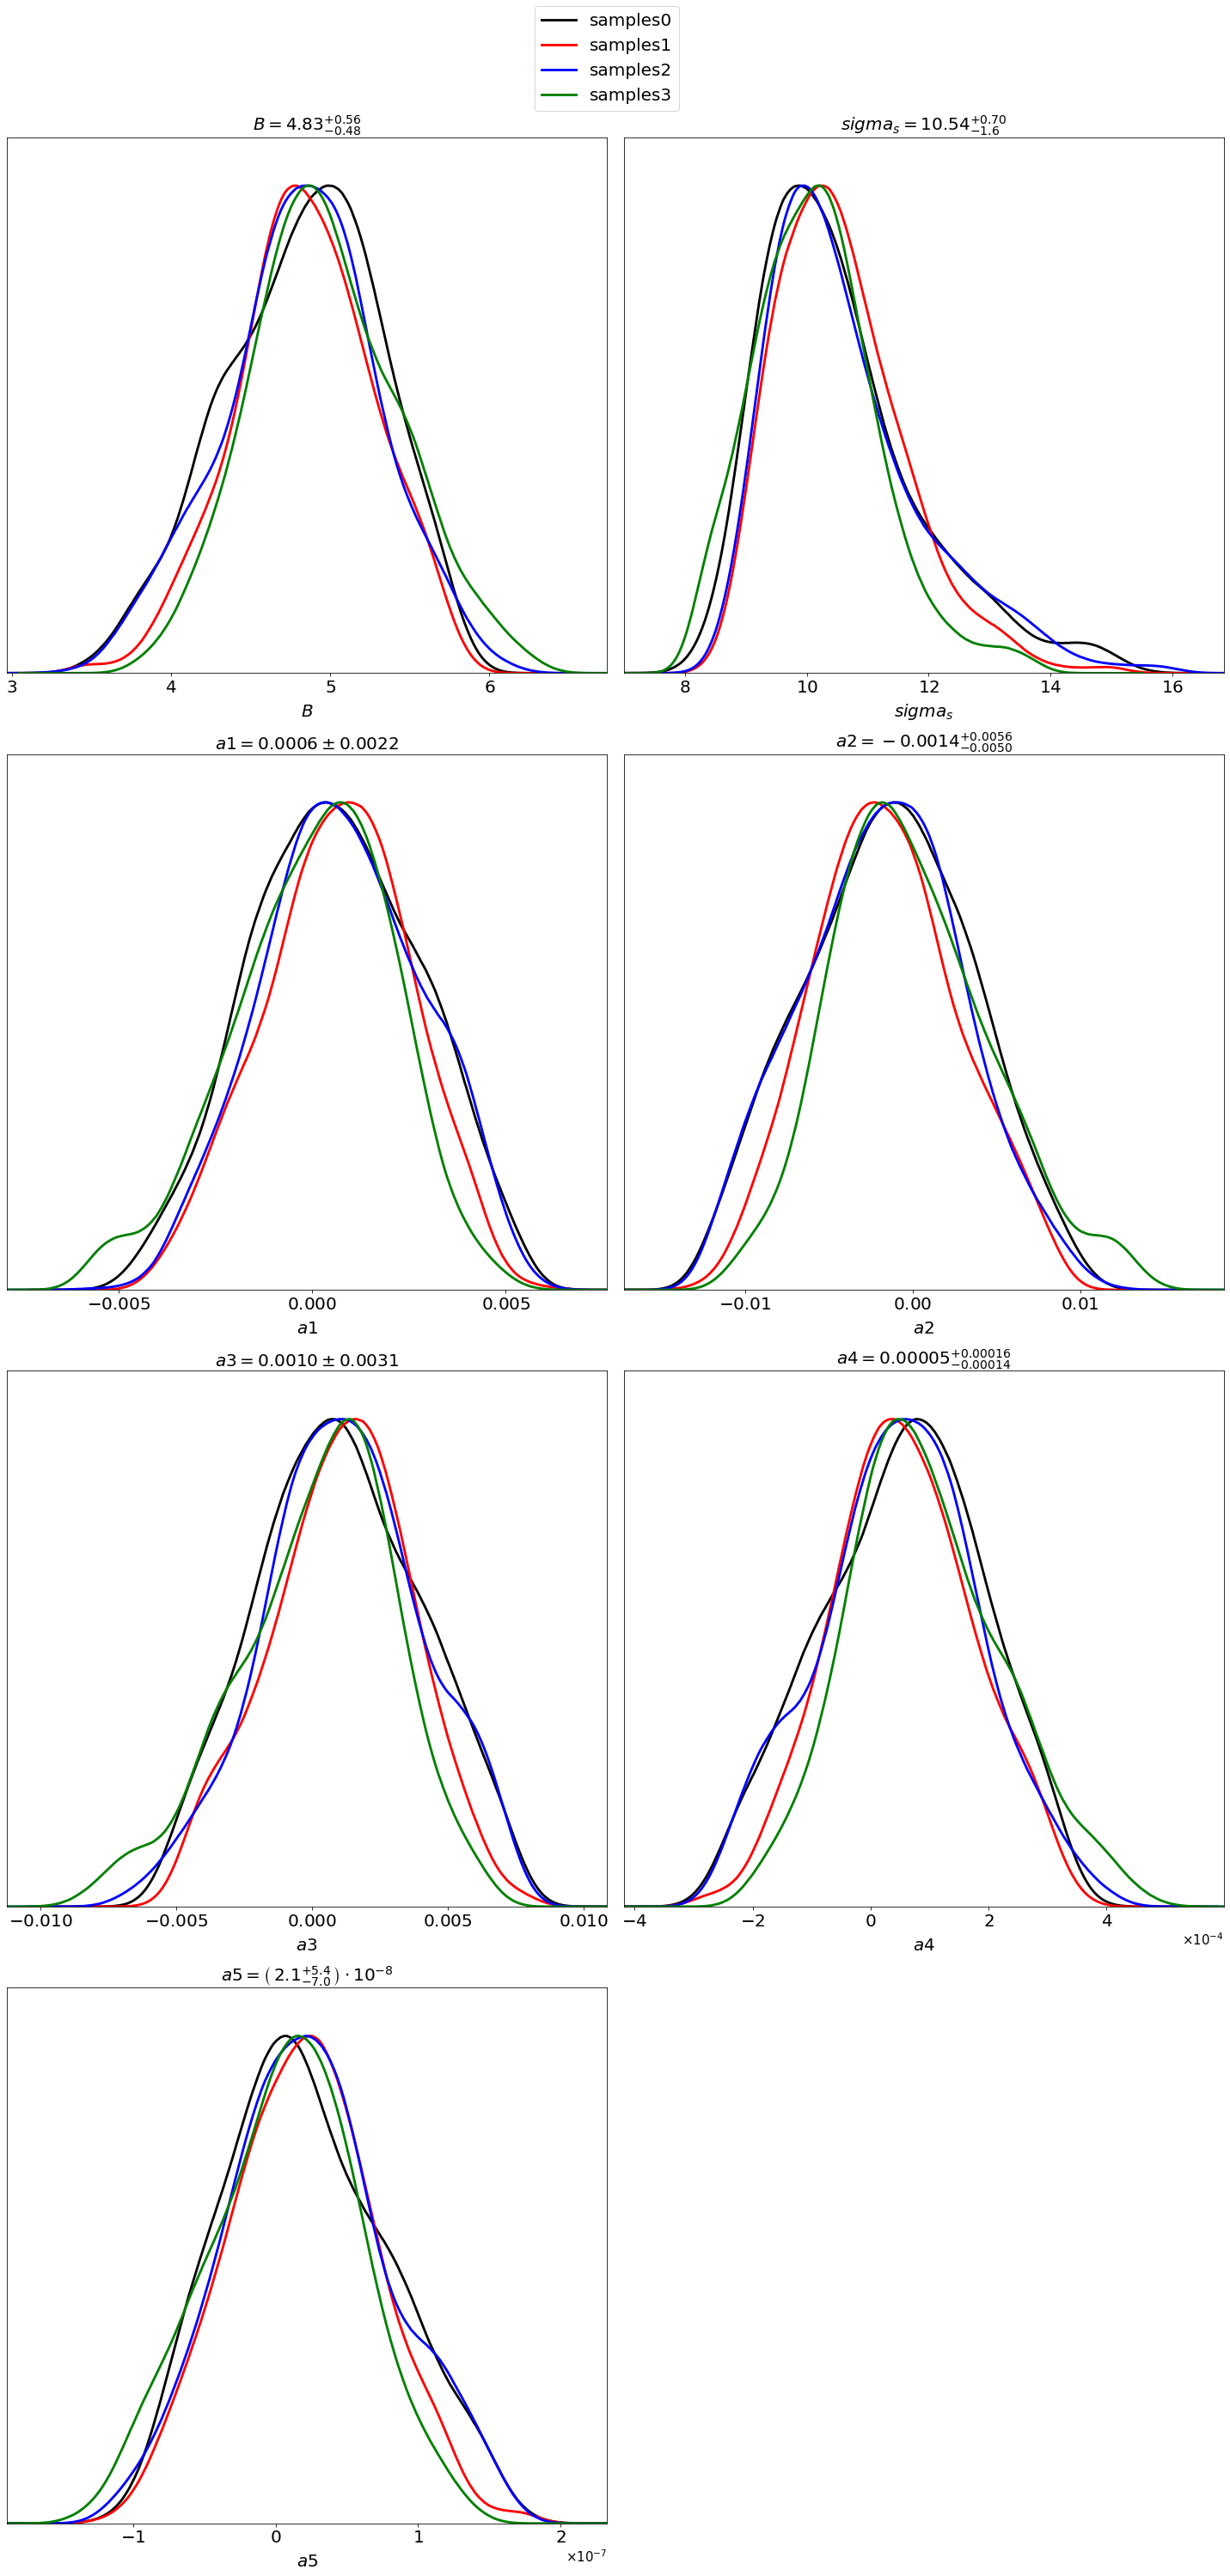 samples0
samples1
samples2
samples3
B = 4.83^{+0.56}_{-0.48}
sigma_s = 10.54^{+0.70}_{-1.6}
3 4 5 6
8 10 12 14 16
B
sigma_s
a1 = 0.0006 ± 0.0022
a2 = −0.0014^{+0.0056}_{-0.0050}
−0.005 0.000 0.005
−0.01 0.00 0.01
a1
a2
a3 = 0.0010 ± 0.0031
a4 = 0.00005^{+0.00016}_{-0.00014}
−0.010 −0.005 0.000 0.005 0.010
−4 −2 0 2 4
×10^{-4}
a3
a4
a5 = (2.1^{+5.4}_{-7.0}) · 10^{-8}
−1 0 1 2
×10^{-7}
a5